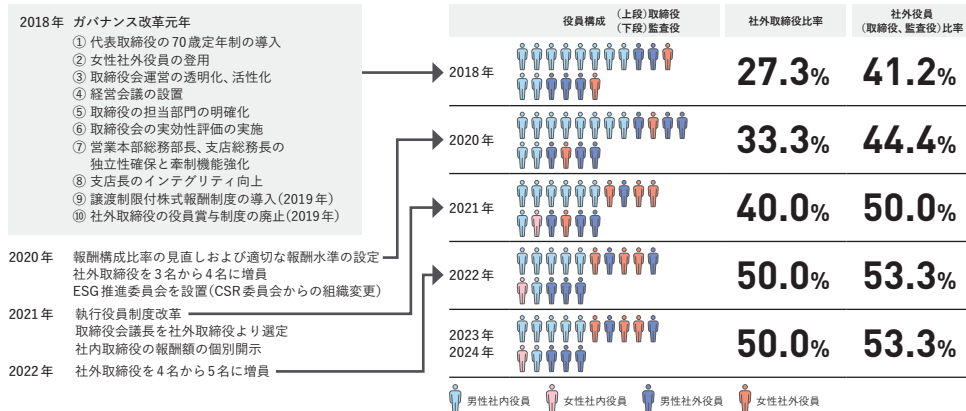 2018年 ガバナンス改革元年
① 代表取締役の70歳定年制の導入
② 女性社外役員の登用
③ 取締役会運営の透明化、活性化
④ 経営会議の設置
⑤ 取締役の担当部門の明確化
⑥ 取締役会の実効性評価の実施
⑦ 営業本部総務部長、支店総務長の
独立性確保と牽制機能強化
⑧ 支店長のインテグリティ向上
⑨ 譲渡制限付株式報酬制度の導入(2019年)
⑩ 社外取締役の役員賞与制度の廃止(2019年)
2020年 報酬構成比率の見直しおよび適切な報酬水準の設定
社外取締役を3名から4名に増員
ESG推進委員会を設置(CSR委員会からの組織変更)
2021年 執行役員制度改革
取締役会議長を社外取締役より選定
社内取締役の報酬額の個別開示
2022年 社外取締役を4名から5名に増員
役員構成 (上段)取締役
(下段)監査役
社外取締役比率
社外役員
(取締役、監査役)比率
2018年 27.3% 41.2%
2020年 33.3% 44.4%
2021年 40.0% 50.0%
2022年 50.0% 53.3%
2023年
2024年 50.0% 53.3%
男性社内役員 女性社内役員 男性社外役員 女性社外役員